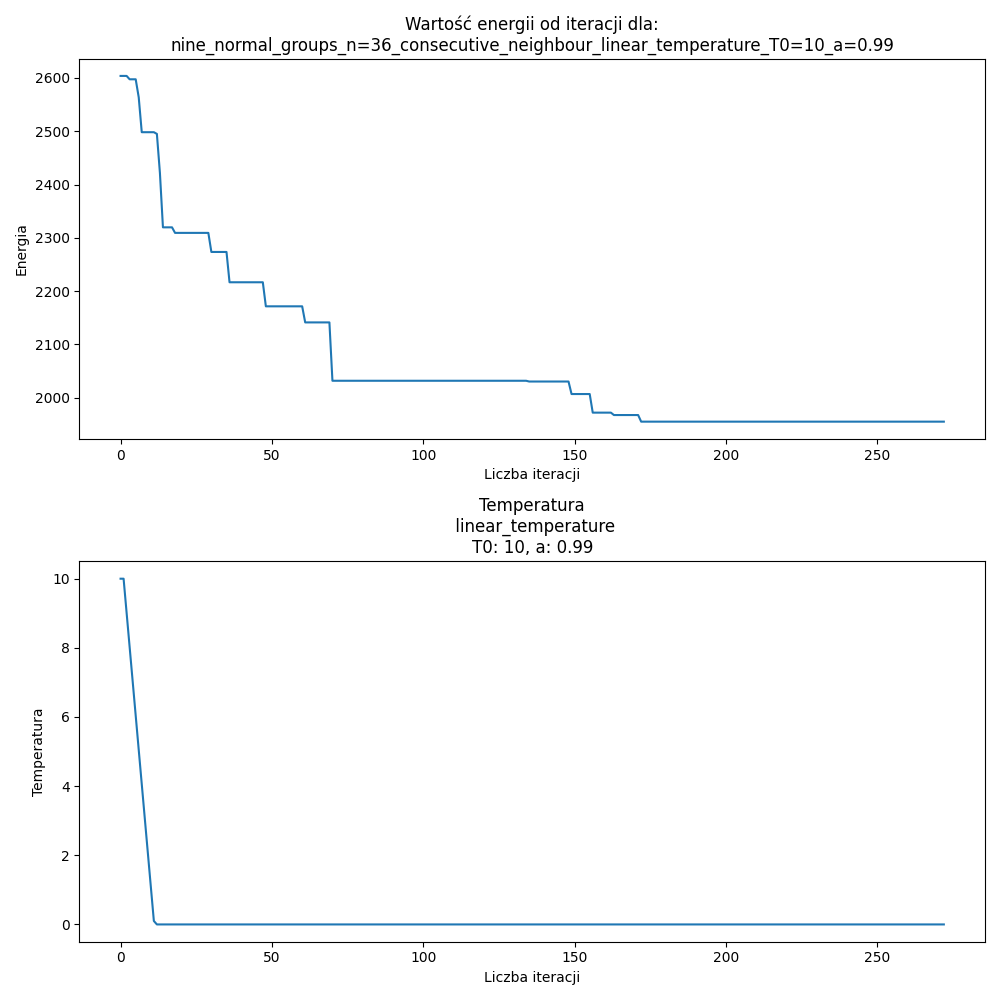 Wartość energii od iteracji dla:
nine_normal_groups_n=36_consecutive_neighbour_linear_temperature_T0=10_a=0.99
2600
2500
2400
2300
2200
2100
2000
Energia
0 50 100 150 200 250
Liczba iteracji
Temperatura
linear_temperature
T0: 10, a: 0.99
10
8
6
4
2
0
Temperatura
0 50 100 150 200 250
Liczba iteracji